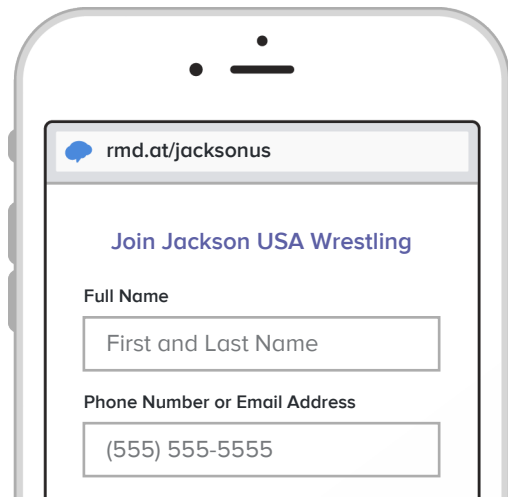 rmd.at/jacksonus
Join Jackson USA Wrestling
Full Name
First and Last Name
Phone Number or Email Address
(555) 555-5555